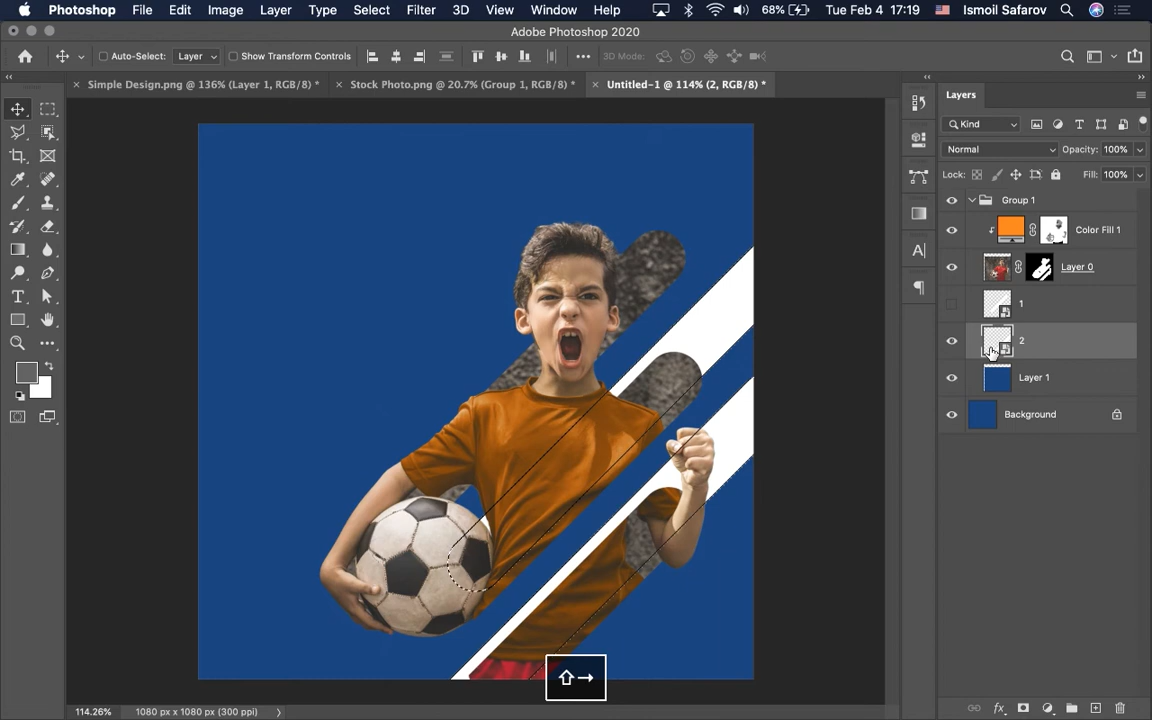 Photoshop File Edit Image Layer Type Select Filter 3D View Window Help 68% Tue Feb 4 17:19 Ismoil Safarov
Adobe Photoshop 2020
Auto-Select: Layer Show Transform Controls 3D Mode:
Simple Design.png @ 136% (Layer 1, RGB/8) * Stock Photo.png @ 20.7% (Group 1, RGB/8) * Untitled-1 @ 114% (2, RGB/8) *
Layers
Kind
Normal Opacity: 100%
Lock: Fill: 100%
Group 1
Color Fill 1
Layer 0
1
2
Layer 1
Background
114.26% 1080 px x 1080 px (300 ppi)